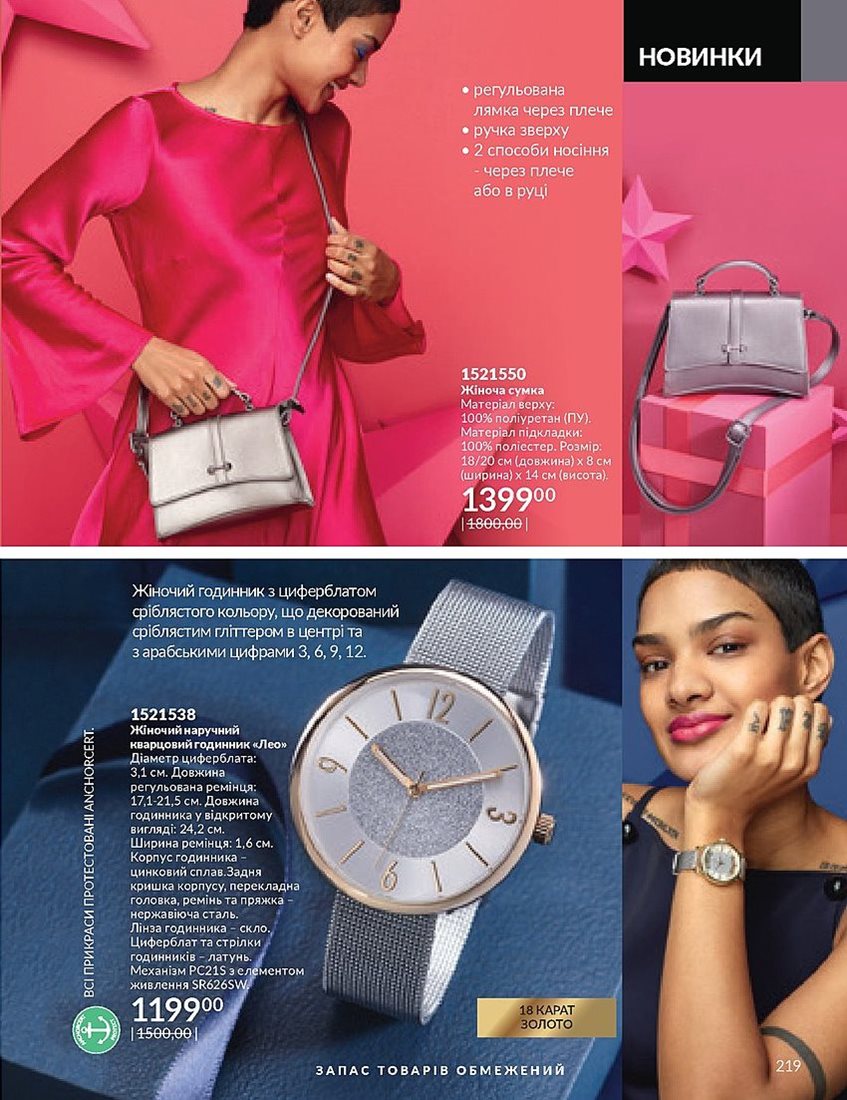 НОВИНКИ
• регульована
лямка через плече
• ручка зверху
• 2 способи носіння
- через плече
або в руці
1521550
Жіноча сумка
Матеріал верху:
100% поліуретан (ПУ).
Матеріал підкладки:
100% поліестер. Розмір:
18/20 см (довжина) х 8 см
(ширина) х 14 см (висота).
139900
|1800,00|
Жіночий годинник з циферблатом
сріблястого кольору, що декорований
сріблястим гліттером в центрі та
з арабськими цифрами 3, 6, 9, 12.
1521538
Жіночий наручний
кварцовий годинник «Лео»
Діаметр циферблата:
3,1 см. Довжина
регульована ремінця:
17,1-21,5 см. Довжина
годинника у відкритому
вигляді: 24,2 см.
Ширина ремінця: 1,6 см.
Корпус годинника –
цинковий сплав.Задня
кришка корпусу, перекладна
головка, ремінь та пряжка –
нержавіюча сталь.
Лінза годинника – скло.
Циферблат та стрілки
годинників – латунь.
Механізм PC21S з елементом
живлення SR626SW.
119900
|1500,00|
ВСІ ПРИКРАСИ ПРОТЕСТОВАНІ ANCHORCERT.
12
3
6
9
18 КАРАТ
ЗОЛОТО
ЗАПАС ТОВАРІВ ОБМЕЖЕНИЙ
219